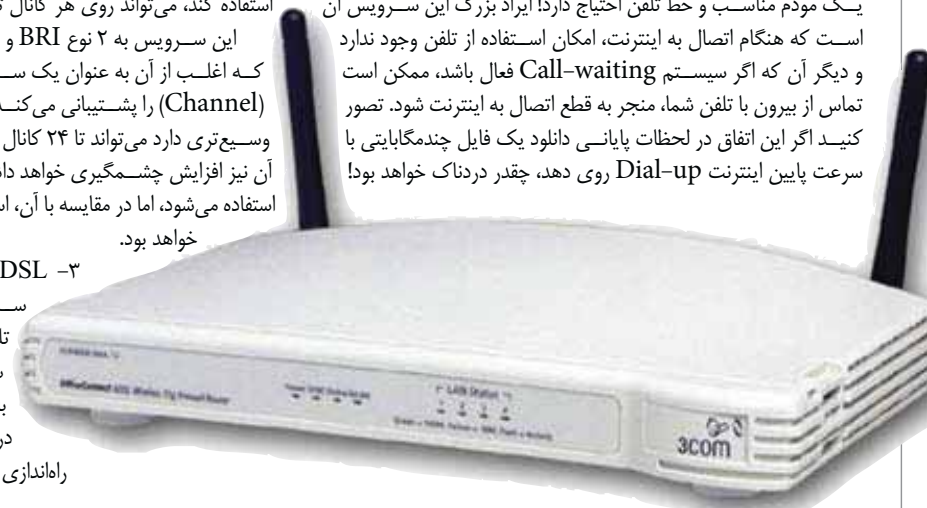 یک مودم مناسب و خط تلفن احتیاج دارد! ایراد بزرگ این سرویس آن
است که هنگام اتصال به اینترنت، امکان استفاده از تلفن وجود ندارد
و دیگر آن که اگر سیستم Call-waiting فعال باشد، ممکن است
تماس از بیرون با تلفن شما، منجر به قطع اتصال به اینترنت شود. تصور
کنید اگر این اتفاق در لحظات پایانی دانلود یک فایل چندمگابایتی با
سرعت پایین اینترنت Dial-up روی دهد، چقدر دردناک خواهد بود!
استفاده کند، می‌تواند روی هر کانال
این سرویس به ۲ نوع BRI و
که اغلب از آن به عنوان یک
(Channel) را پشتیبانی می‌کند
وسیع‌تری دارد می‌تواند تا ۲۴ کانال
آن نیز افزایش چشمگیری خواهد
استفاده می‌شود، اما در مقایسه با آن،
خواهد بود.
۳- DSL
راه‌اندازی
LAN Status
3COM